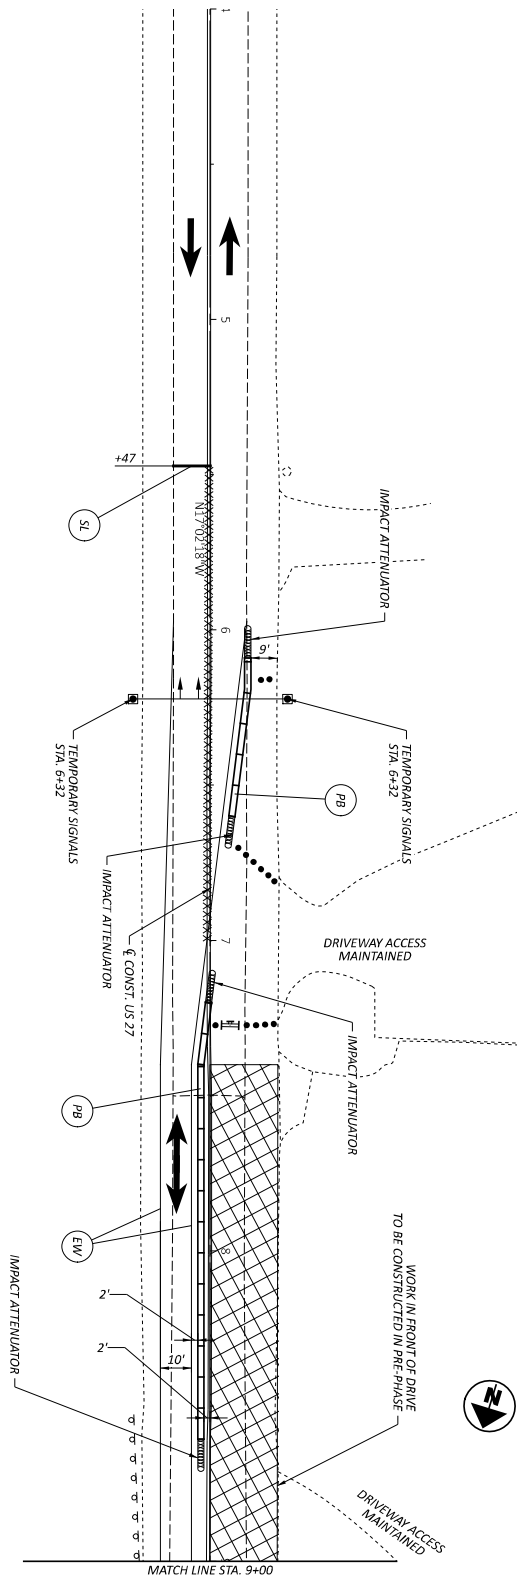 4
5
+47
SL
N17°02'18"W
IMPACT ATTENUATOR
6
9'
TEMPORARY SIGNALS
STA. 6+32
TEMPORARY SIGNALS
STA. 6+32
PB
IMPACT ATTENUATOR
℄ CONST. US 27
7
DRIVEWAY ACCESS
MAINTAINED
IMPACT ATTENUATOR
PB
EW
8
WORK IN FRONT OF DRIVE
TO BE CONSTRUCTED IN PRE-PHASE
IMPACT ATTENUATOR
2'
2'
10'
N
DRIVEWAY ACCESS
MAINTAINED
MATCH LINE STA. 9+00